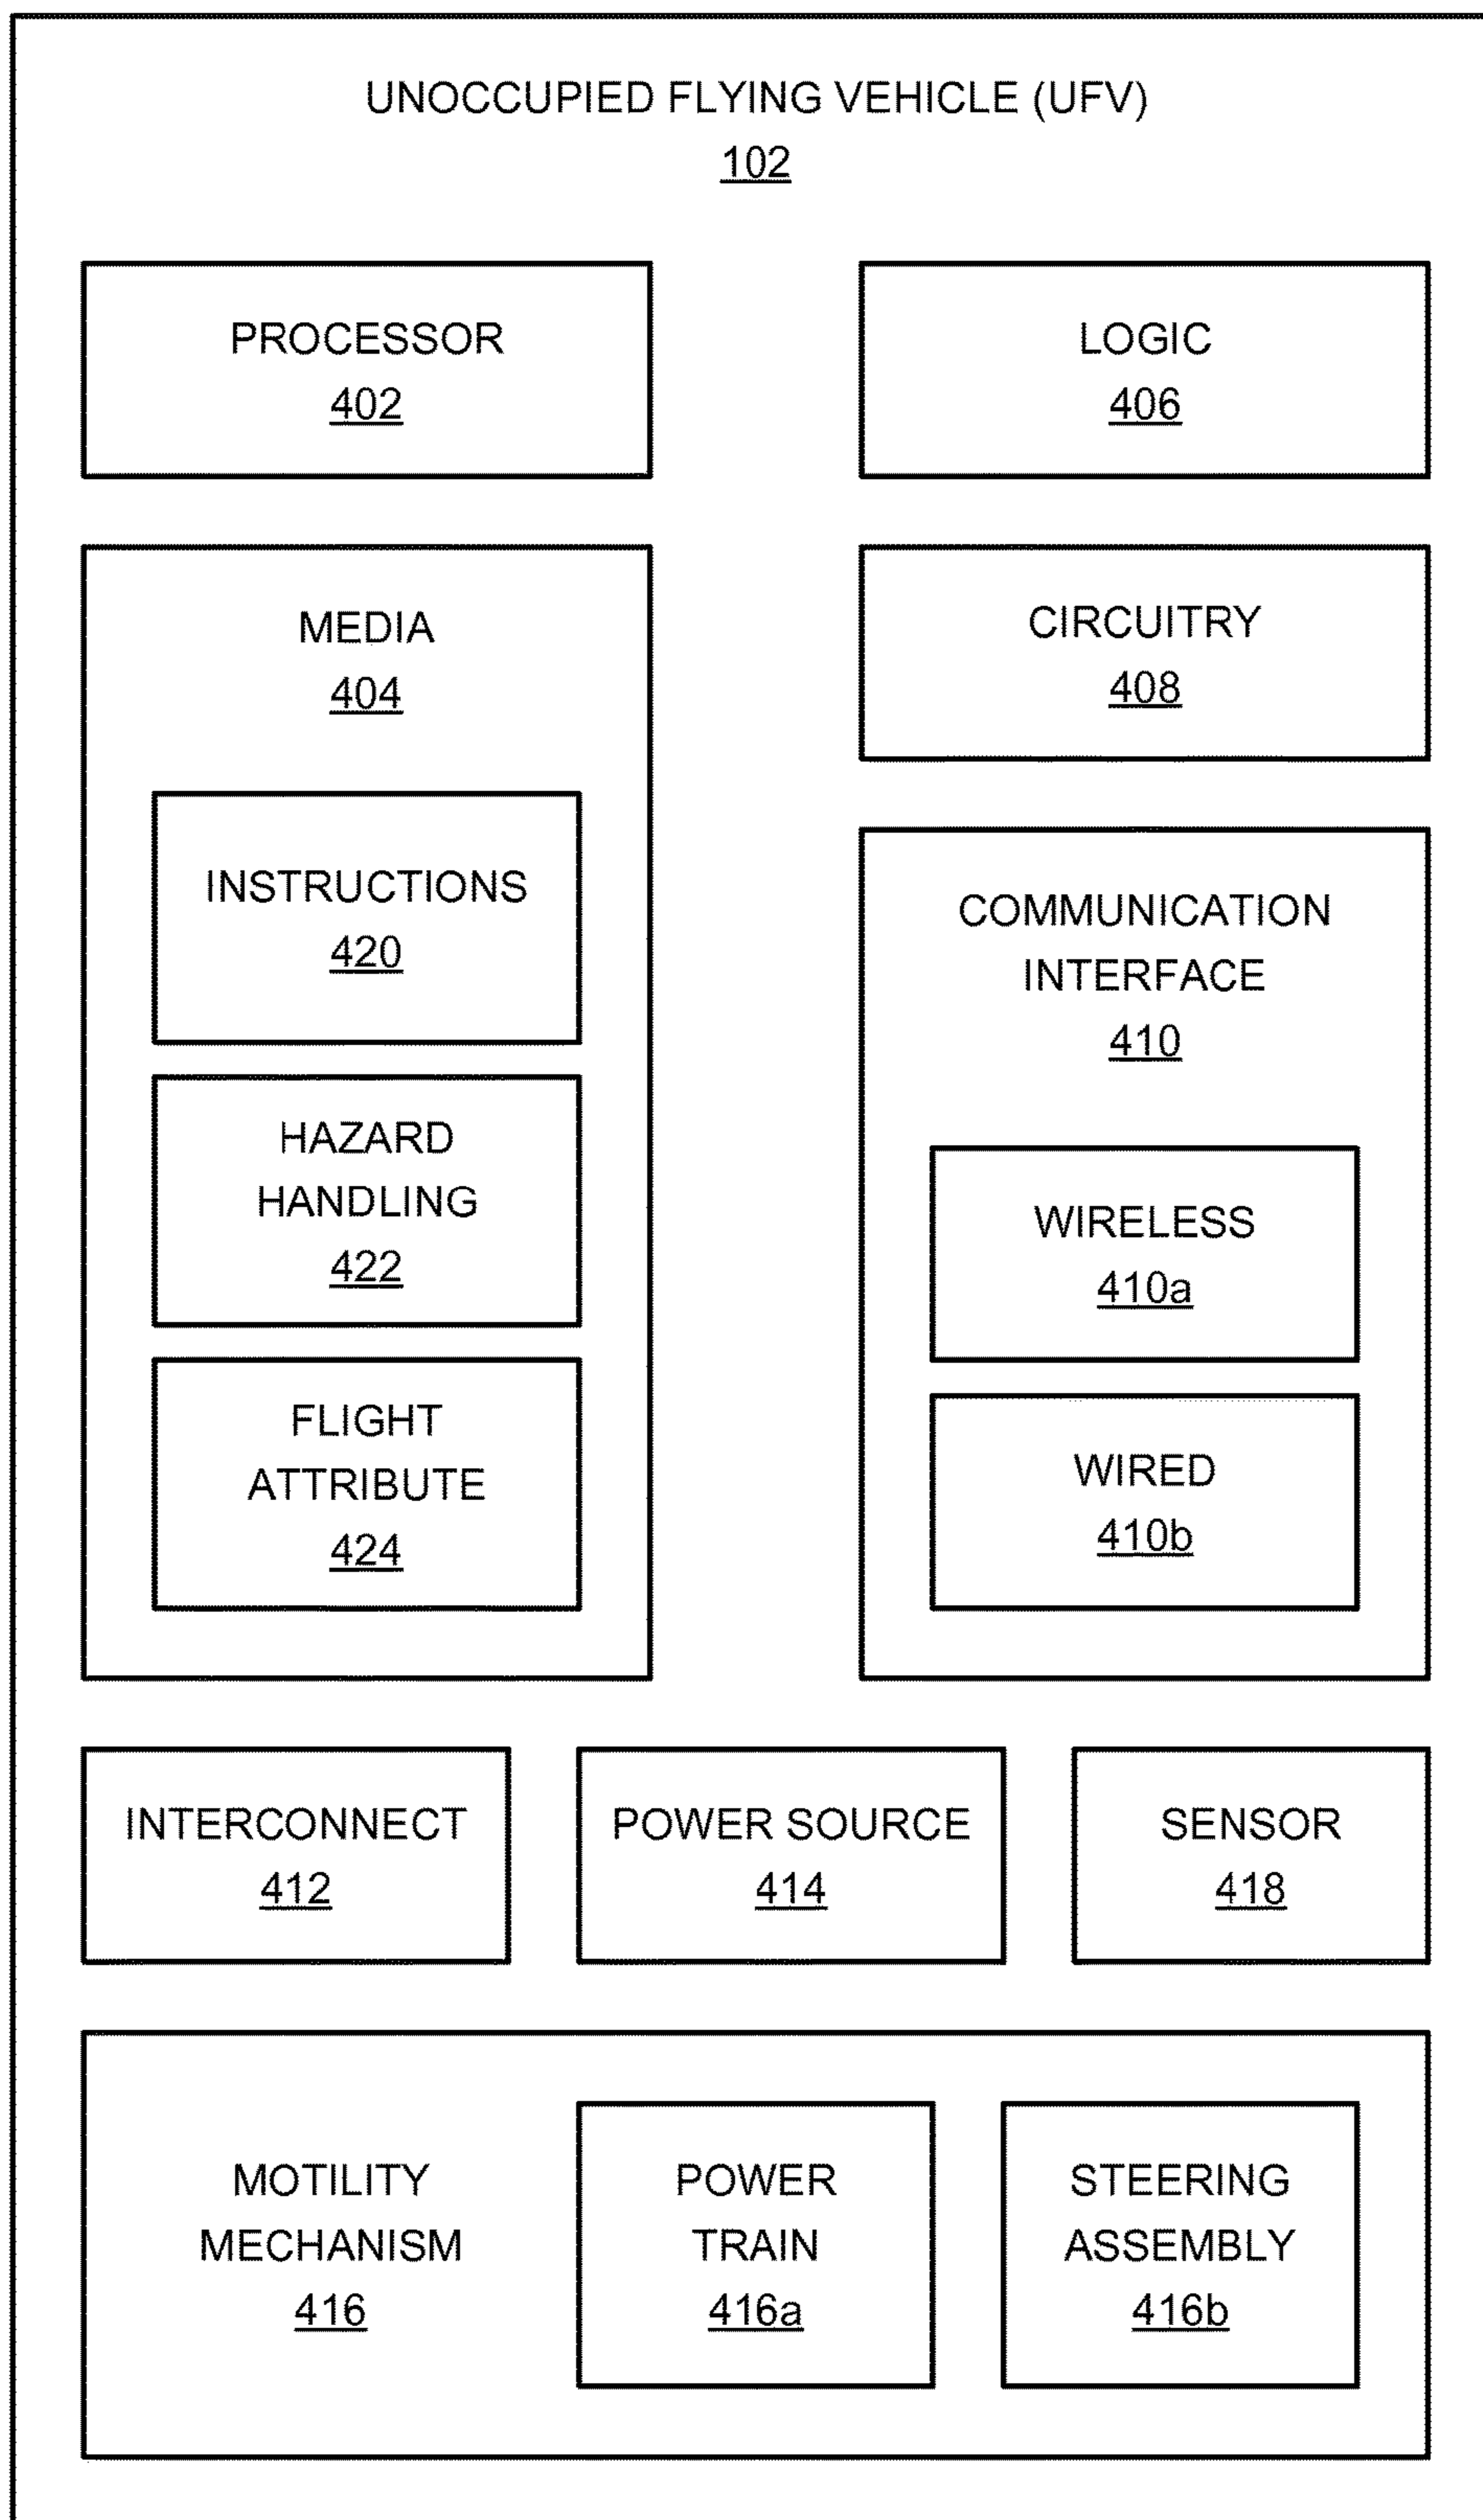 UNOCCUPIED FLYING VEHICLE (UFV)
102
PROCESSOR
402
LOGIC
406
MEDIA
404
INSTRUCTIONS
420
HAZARD
HANDLING
422
FLIGHT
ATTRIBUTE
424
CIRCUITRY
408
COMMUNICATION
INTERFACE
410
WIRELESS
410a
WIRED
410b
INTERCONNECT
412
POWER SOURCE
414
SENSOR
418
MOTILITY
MECHANISM
416
POWER
TRAIN
416a
STEERING
ASSEMBLY
416b